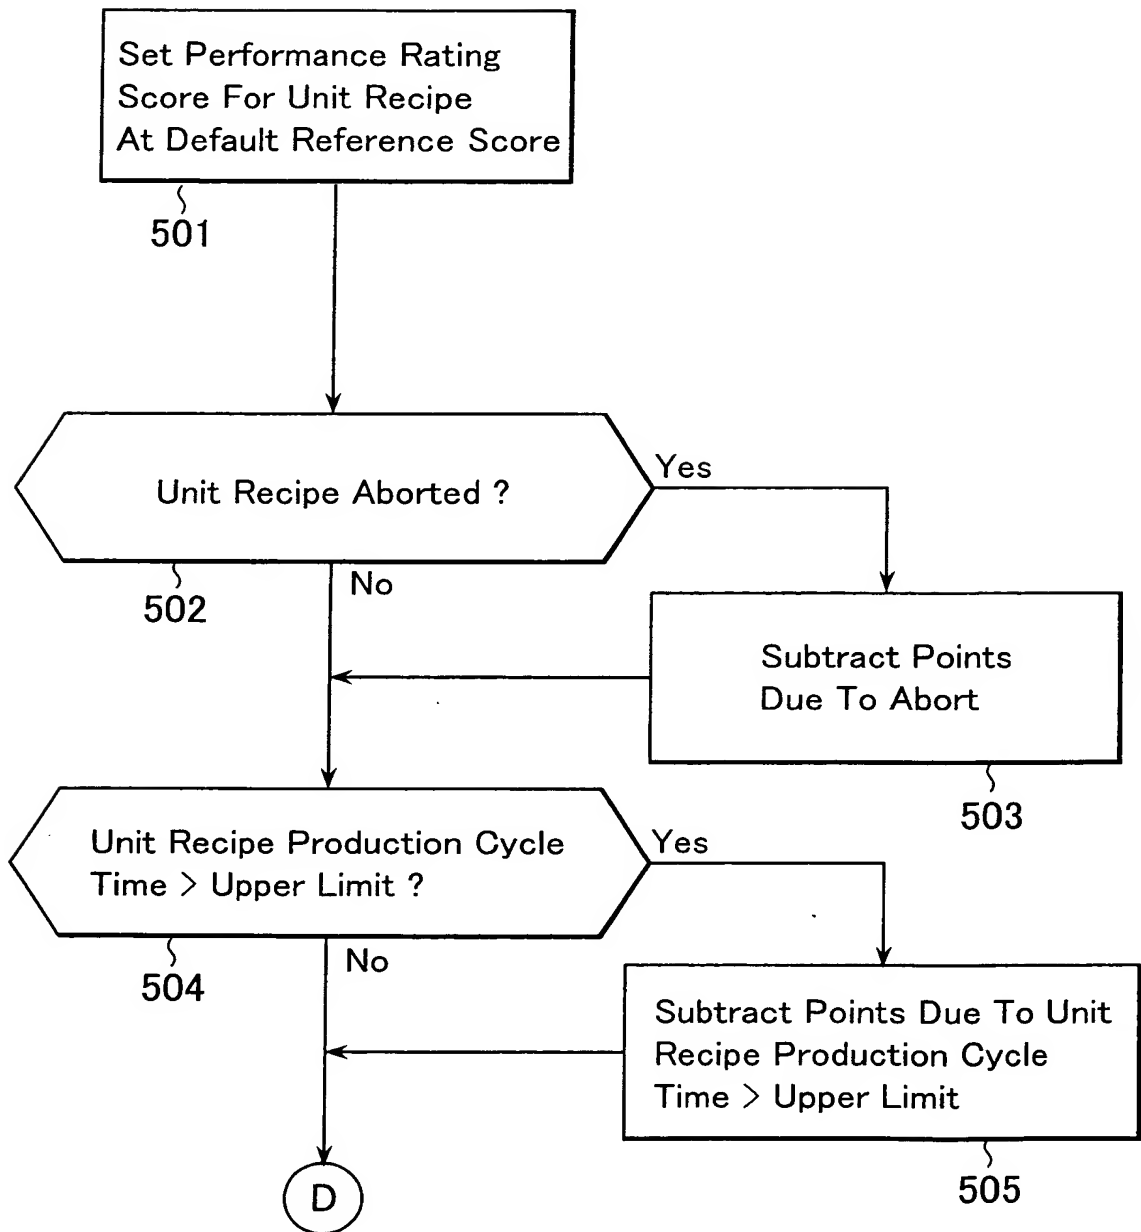 Set Performance Rating
Score For Unit Recipe
At Default Reference Score
501
Unit Recipe Aborted ?
Yes
502
No
Subtract Points
Due To Abort
503
Unit Recipe Production Cycle
Time > Upper Limit ?
Yes
504
No
Subtract Points Due To Unit
Recipe Production Cycle
Time > Upper Limit
505
D